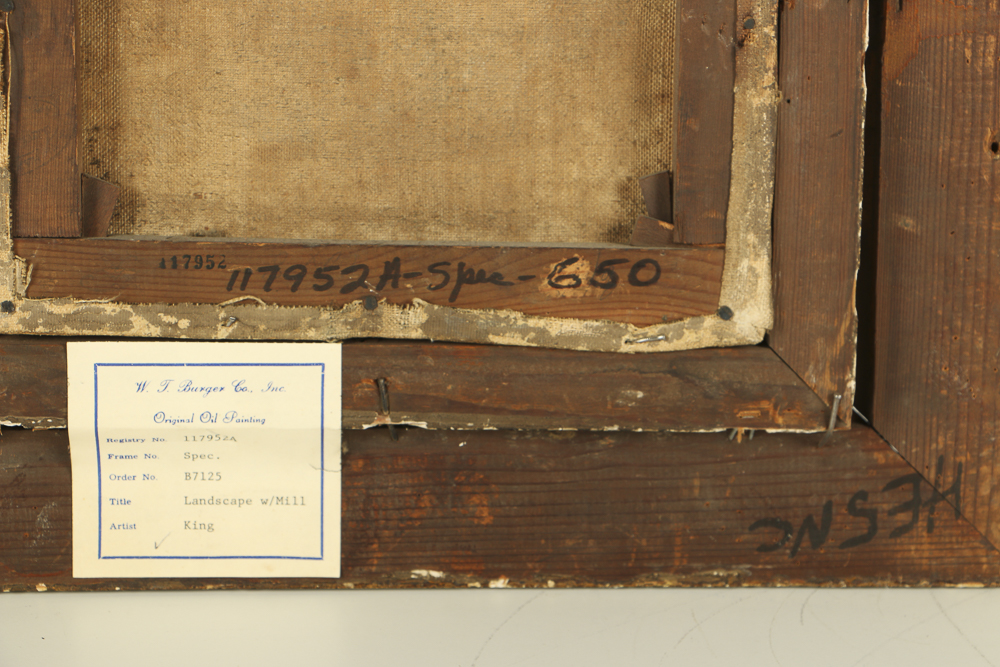 117952
117952A-Spec-650
W. T. Burger Co., Inc.
Original Oil Painting
Registry No. 117952A
Frame No. Spec.
Order No. B7125
Title Landscape w/Mill
Artist King